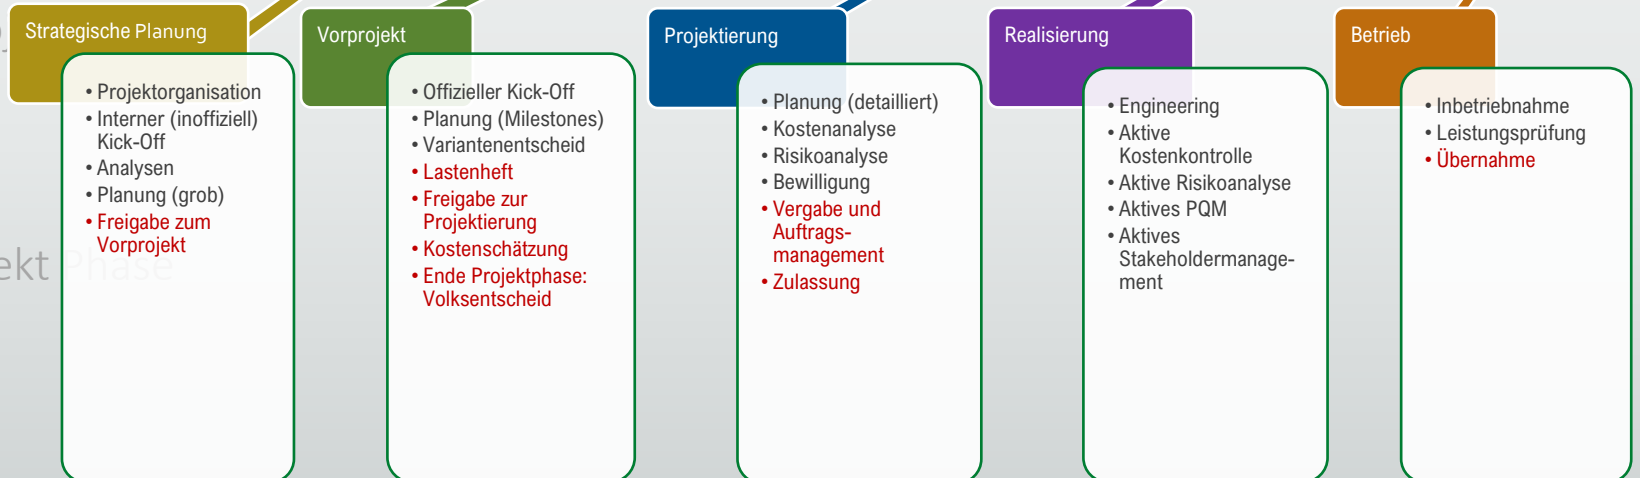 Strategische Planung
• Projektorganisation
• Interner (inoffiziell)
Kick-Off
• Analysen
• Planung (grob)
• Freigabe zum
Vorprojekt
Vorprojekt
• Offizieller Kick-Off
• Planung (Milestones)
• Variantenentscheid
• Lastenheft
• Freigabe zur
Projektierung
• Kostenschätzung
• Ende Projektphase:
Volksentscheid
Projektierung
• Planung (detailliert)
• Kostenanalyse
• Risikoanalyse
• Bewilligung
• Vergabe und
Auftrags-
management
• Zulassung
Realisierung
• Engineering
• Aktive
Kostenkontrolle
• Aktive Risikoanalyse
• Aktives PQM
• Aktives
Stakeholdermanage-
ment
Betrieb
• Inbetriebnahme
• Leistungsprüfung
• Übernahme
ekt Phase